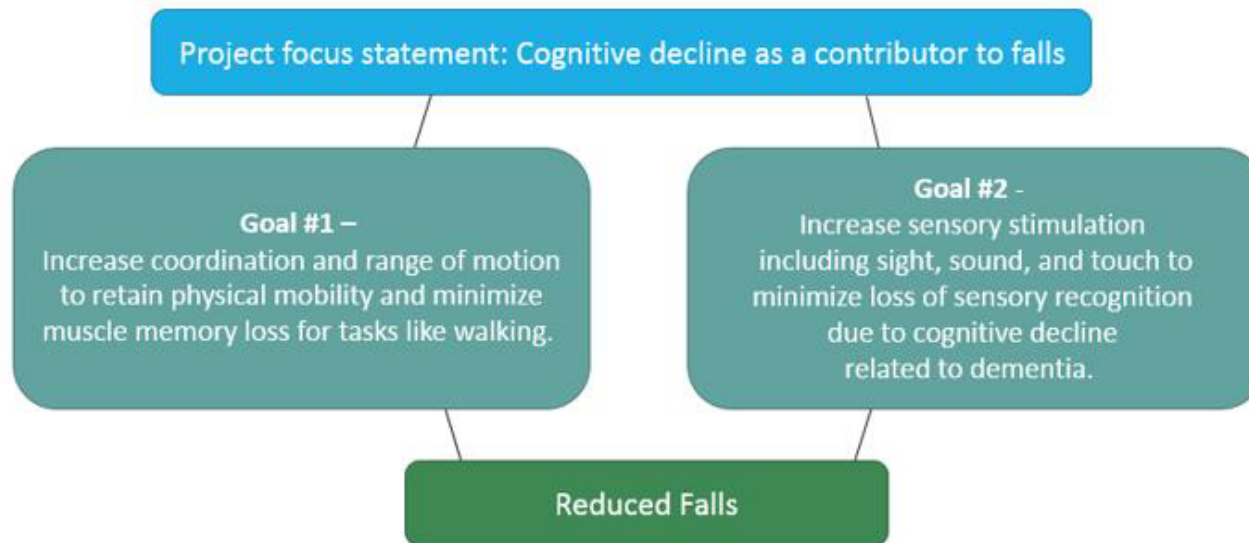 Project focus statement: Cognitive decline as a contributor to falls
Goal #1 –
Increase coordination and range of motion
to retain physical mobility and minimize
muscle memory loss for tasks like walking.
Goal #2 -
Increase sensory stimulation
including sight, sound, and touch to
minimize loss of sensory recognition
due to cognitive decline
related to dementia.
Reduced Falls